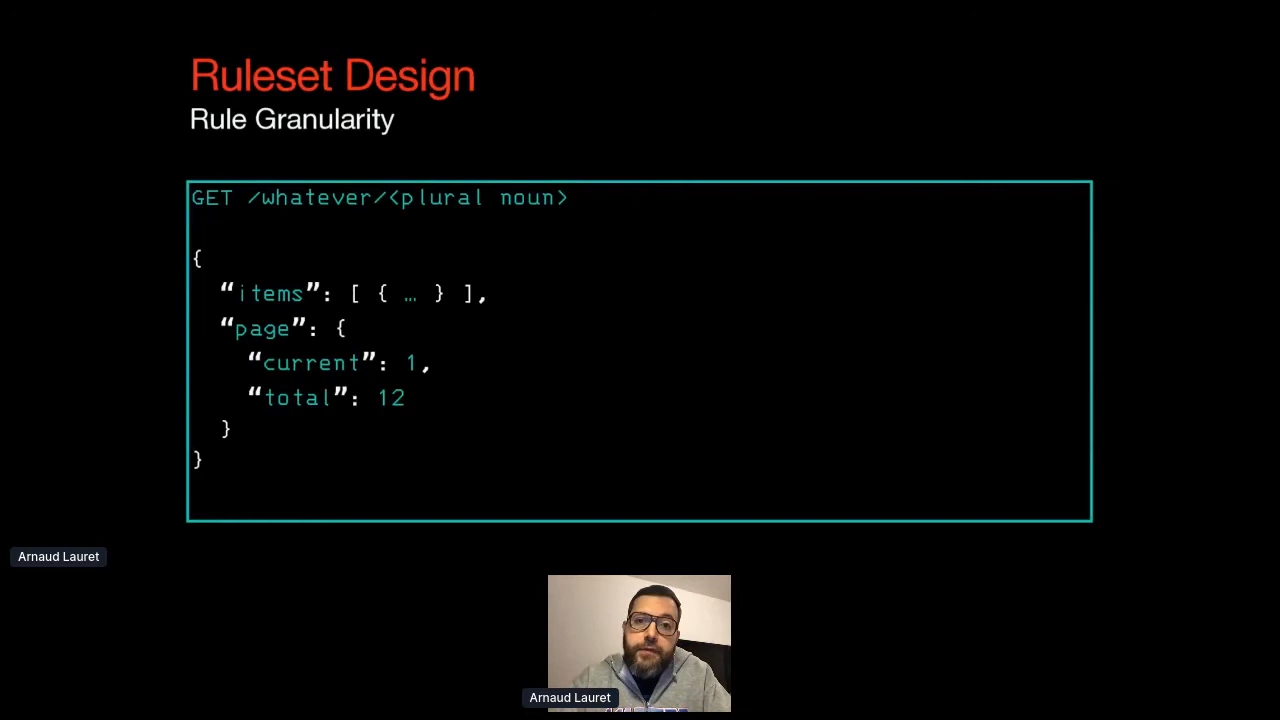 Ruleset Design
Rule Granularity
GET /whatever/<plural noun>
{
“items”: [ { … } ],
“page”: {
“current”: 1,
“total”: 12
}
}
Arnaud Lauret
Arnaud Lauret